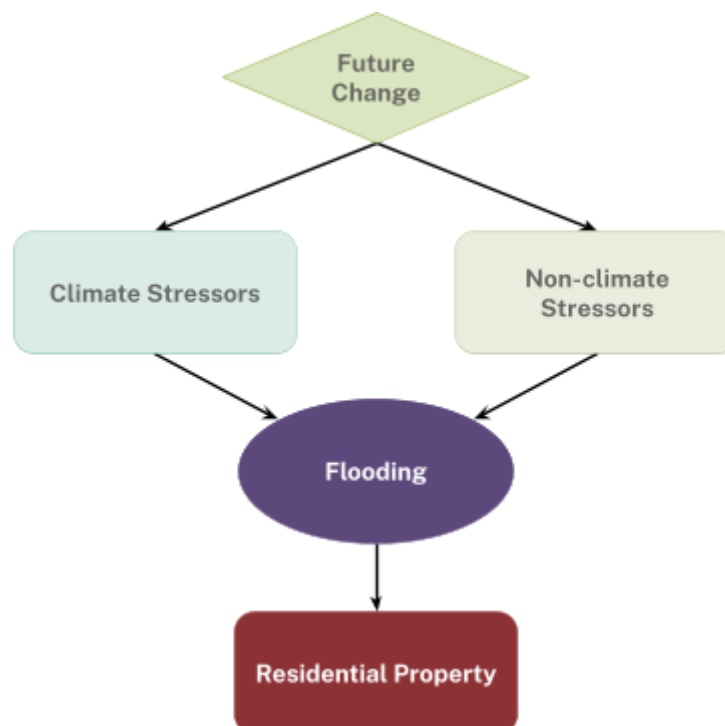 Future
Change
Climate Stressors
Non-climate
Stressors
Flooding
Residential Property